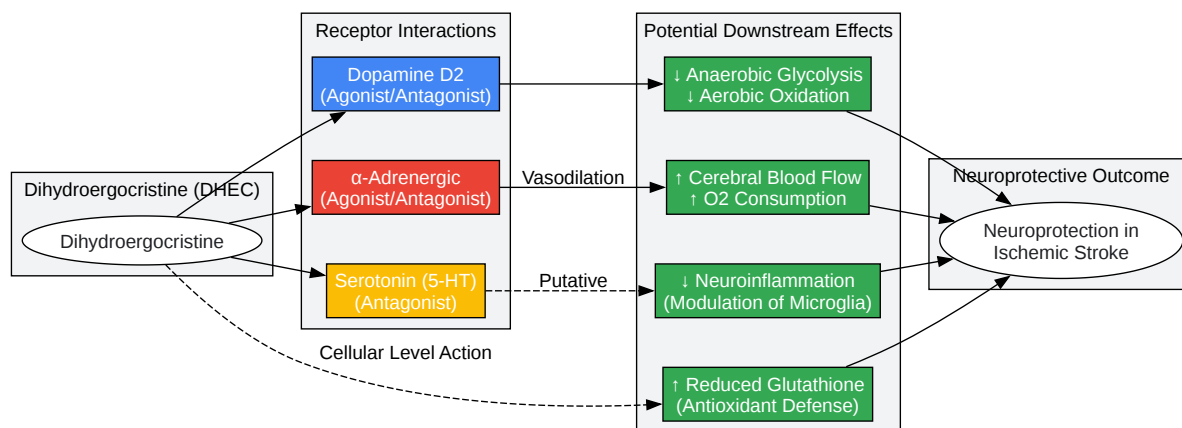 Receptor Interactions
Potential Downstream Effects
Dopamine D2
(Agonist/Antagonist)
↓ Anaerobic Glycolysis
↓ Aerobic Oxidation
Dihydroergocristine (DHEC)
Dihydroergocristine
α-Adrenergic
(Agonist/Antagonist)
Vasodilation
↑ Cerebral Blood Flow
↑ O2 Consumption
Neuroprotective Outcome
Neuroprotection in
Ischemic Stroke
Serotonin (5-HT)
(Antagonist)
Putative
↓ Neuroinflammation
(Modulation of Microglia)
Cellular Level Action
↑ Reduced Glutathione
(Antioxidant Defense)